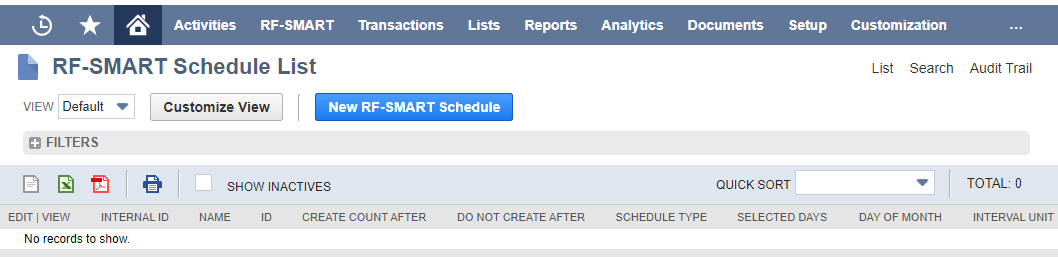 Activities RF-SMART Transactions Lists Reports Analytics Documents Setup Customization ...
RF-SMART Schedule List
List Search Audit Trail
VIEW Default Customize View New RF-SMART Schedule
FILTERS
SHOW INACTIVES QUICK SORT TOTAL: 0
EDIT | VIEW INTERNAL ID NAME ID CREATE COUNT AFTER DO NOT CREATE AFTER SCHEDULE TYPE SELECTED DAYS DAY OF MONTH INTERVAL UNIT
No records to show.